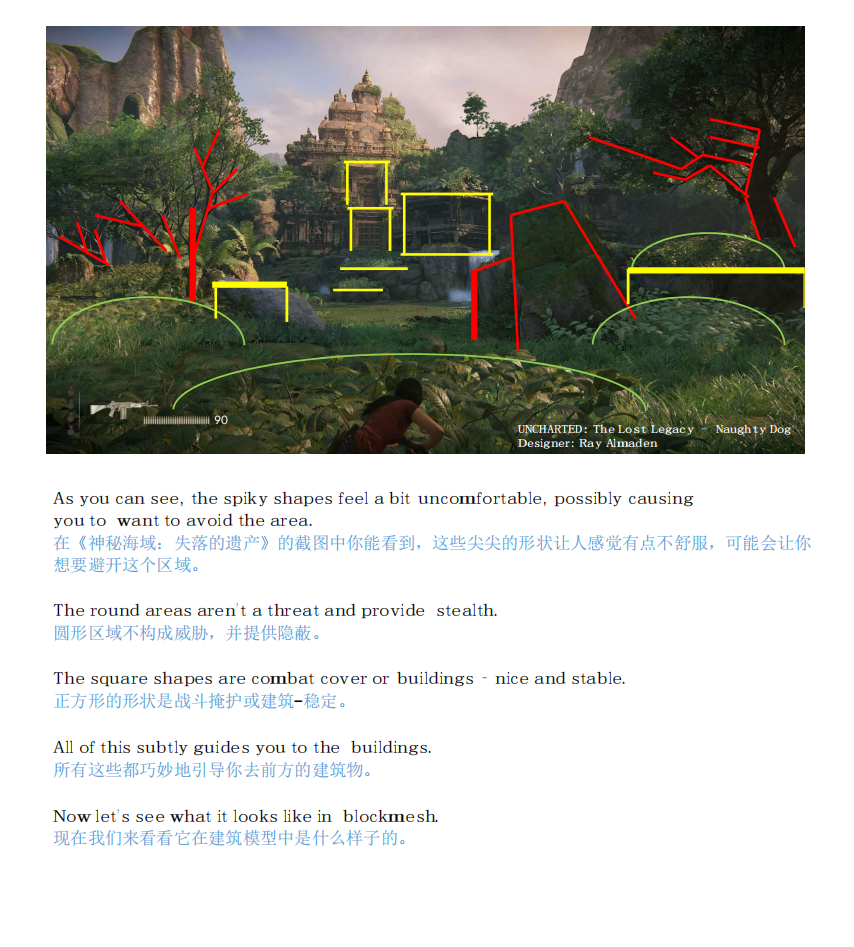 90
UNCHARTED: The Lost Legacy - Naughty Dog
Designer: Ray Almaden
As you can see, the spiky shapes feel a bit uncomfortable, possibly causing
you to want to avoid the area.
在《神秘海域：失落的遗产》的截图中你能看到，这些尖尖的形状让人感觉有点不舒服，可能会让你
想要避开这个区域。
The round areas aren't a threat and provide stealth.
圆形区域不构成威胁，并提供隐蔽。
The square shapes are combat cover or buildings - nice and stable.
正方形的形状是战斗掩护或建筑-稳定。
All of this subtly guides you to the buildings.
所有这些都巧妙地引导你去前方的建筑物。
Now let's see what it looks like in blockmesh.
现在我们来看看它在建筑模型中是什么样子的。